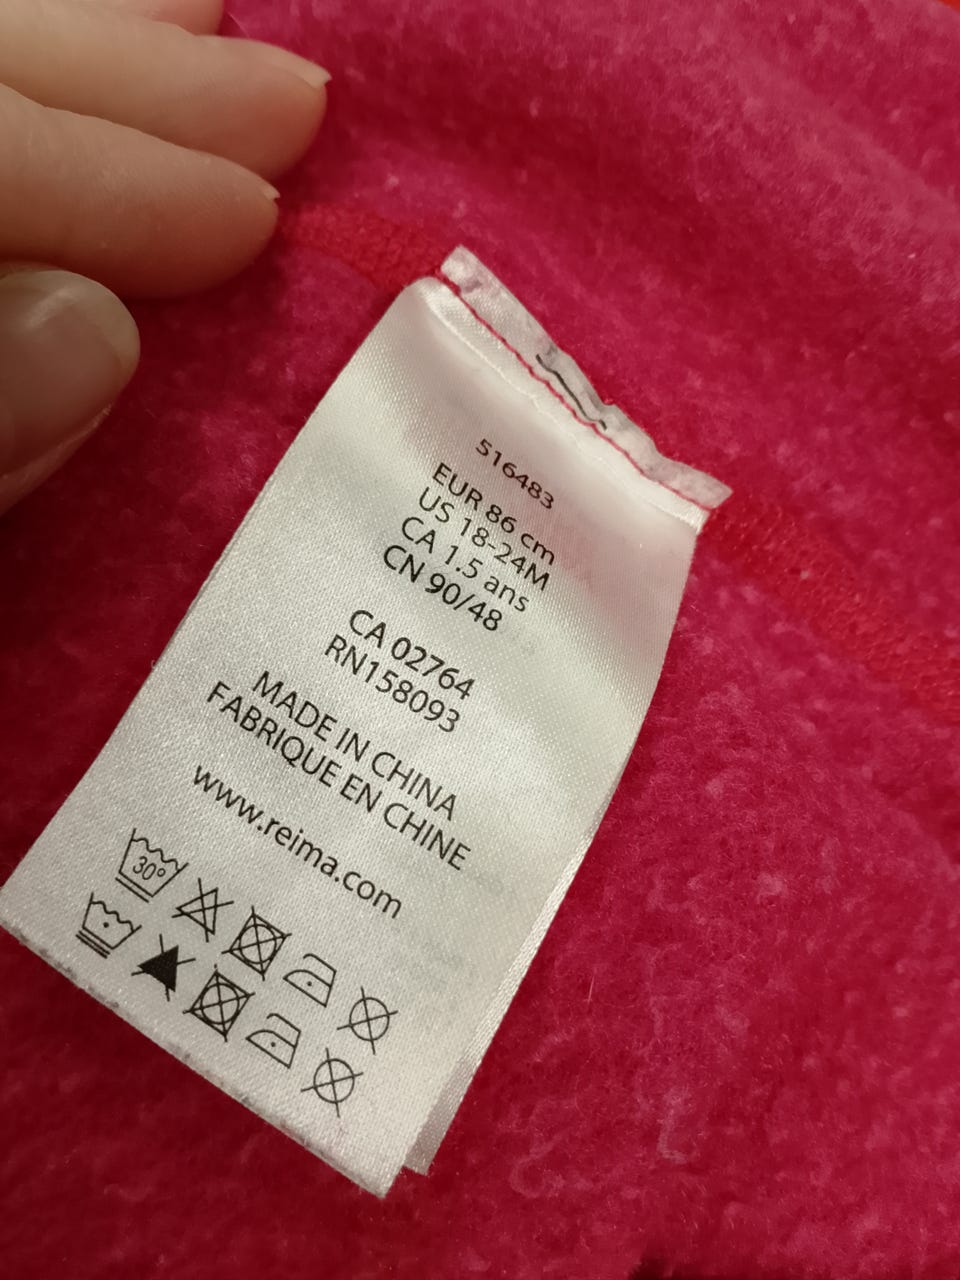 516483
EUR 86 cm
US 18-24M
CA 1.5 ans
CN 90/48
CA 02764
RN158093
MADE IN CHINA
FABRIQUE EN CHINE
www.reima.com
30°